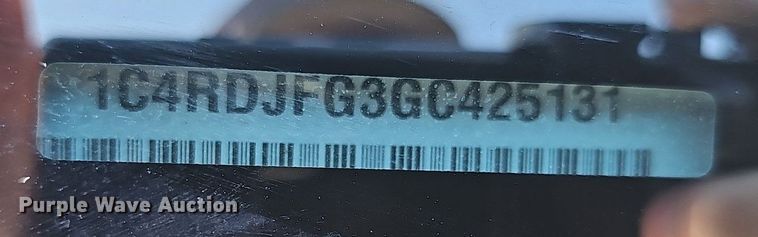 1C4RDJFG3GC425131
Purple Wave Auction